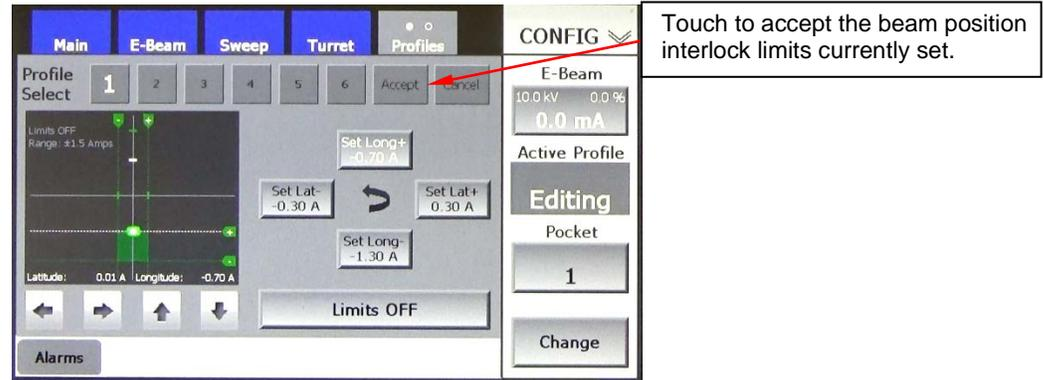 Main
E-Beam
Sweep
Turret
Profiles
CONFIG
Touch to accept the beam position
interlock limits currently set.
Profile
Select
1
2
3
4
5
6
Accept
Cancel
Limits OFF
Range: ±1.5 Amps
Latitude: 0.01 A Longitude: -0.70 A
Set Long+
-0.70 A
Set Lat-
-0.30 A
Set Lat+
0.30 A
Set Long-
-1.30 A
Limits OFF
Alarms
E-Beam
10.0 kV 0.0 %
0.0 mA
Active Profile
Editing
Pocket
1
Change